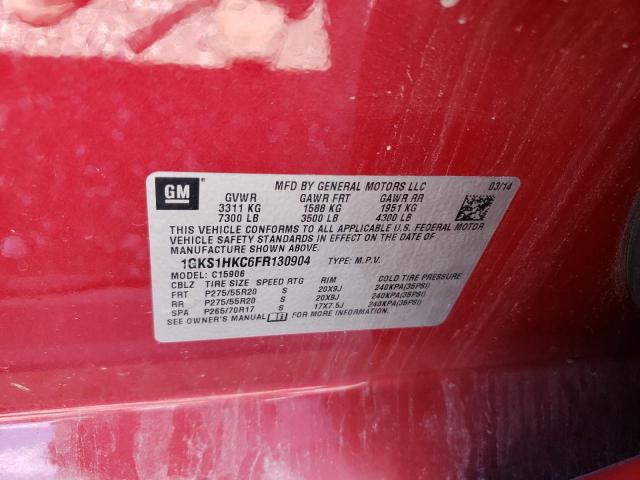 GM
MFD BY GENERAL MOTORS LLC 03/14
GVWR GAWR FRT GAWR RR
3311 KG 1588 KG 1951 KG
7300 LB 3500 LB 4300 LB
THIS VEHICLE CONFORMS TO ALL APPLICABLE U.S. FEDERAL MOTOR
VEHICLE SAFETY STANDARDS IN EFFECT ON THE DATE OF
MANUFACTURE SHOWN ABOVE.
1GKS1HKC6FR130904 TYPE: M.P.V.
MODEL: C15906
CBLZ TIRE SIZE SPEED RTG RIM COLD TIRE PRESSURE
FRT P275/55R20 S 20X9J 240KPA(35PSI)
RR P275/55R20 S 20X9J 240KPA(35PSI)
SPA P265/70R17 S 17X7.5J 240KPA(35PSI)
SEE OWNER'S MANUAL FOR MORE INFORMATION.